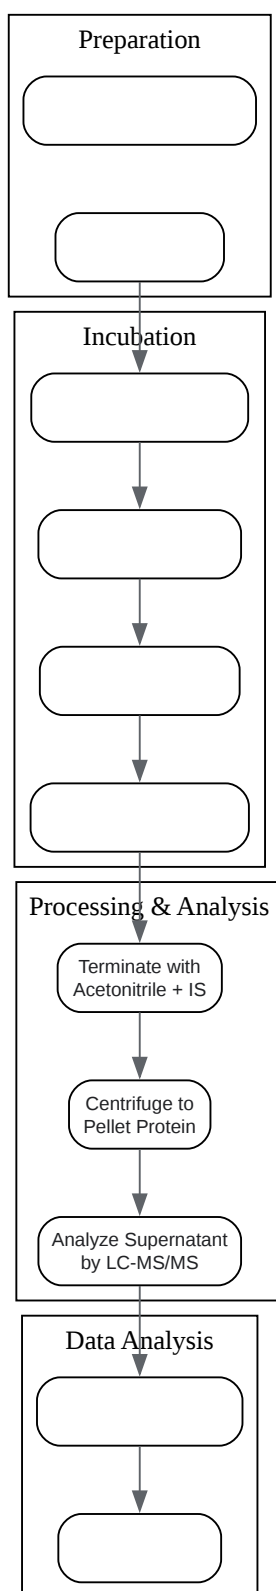 Preparation
Incubation
Processing & Analysis
Terminate with
Acetonitrile + IS
Centrifuge to
Pellet Protein
Analyze Supernatant
by LC-MS/MS
Data Analysis